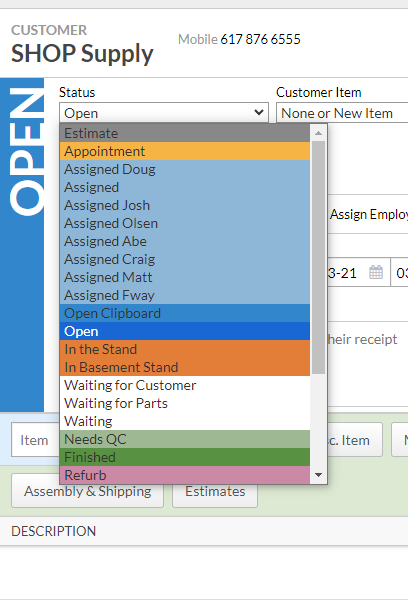 CUSTOMER
SHOP Supply
Mobile 617 876 6555
OPEN
Status
Customer Item
Open
None or New Item
Estimate
Appointment
Assigned Doug
Assigned
Assigned Josh
Assigned Olsen
Assign Employ
Assigned Abe
Assigned Craig
Assigned Matt
3-21
03
Assigned Fway
Open Clipboard
Open
heir receipt
In the Stand
In Basement Stand
Waiting for Customer
Waiting for Parts
Waiting
Item
Needs QC
sc. Item
Finished
Refurb
Assembly & Shipping
Estimates
DESCRIPTION